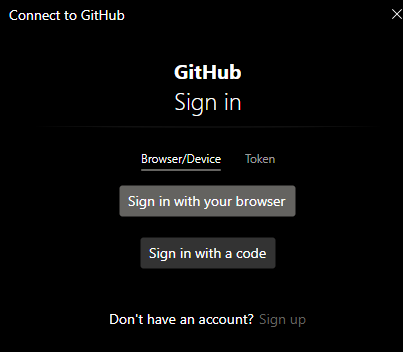 Connect to GitHub
GitHub
Sign in
Browser/Device Token
Sign in with your browser
Sign in with a code
Don't have an account? Sign up